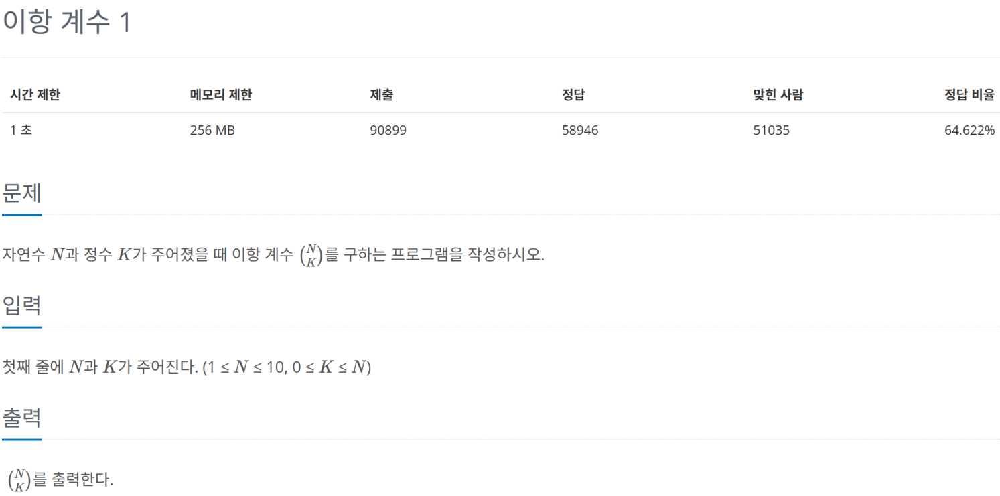 이항 계수 1
시간 제한 메모리 제한 제출 정답 맞힌 사람 정답 비율
1 초 256 MB 90899 58946 51035 64.622%
문제
자연수 N과 정수 K가 주어졌을 때 이항 계수 (N K)를 구하는 프로그램을 작성하시오.
입력
첫째 줄에 N과 K가 주어진다. (1 ≤ N ≤ 10, 0 ≤ K ≤ N)
출력
(N K)를 출력한다.